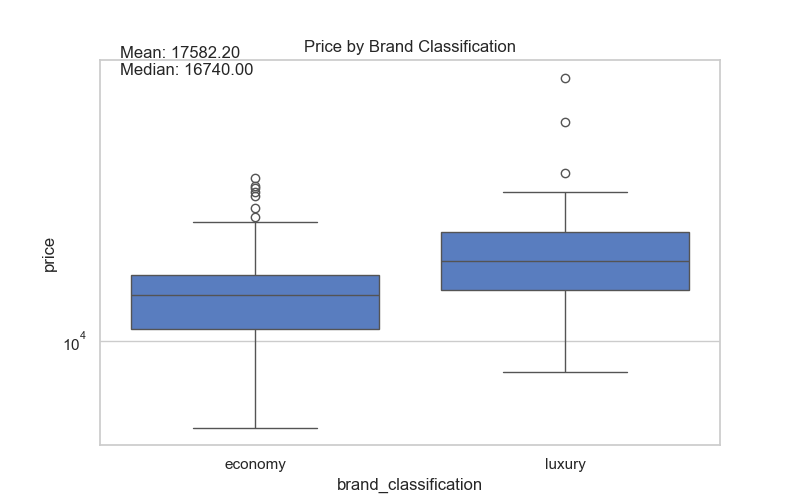 Mean: 17582.20
Price by Brand Classification
Median: 16740.00
price
10^4
economy
luxury
brand_classification